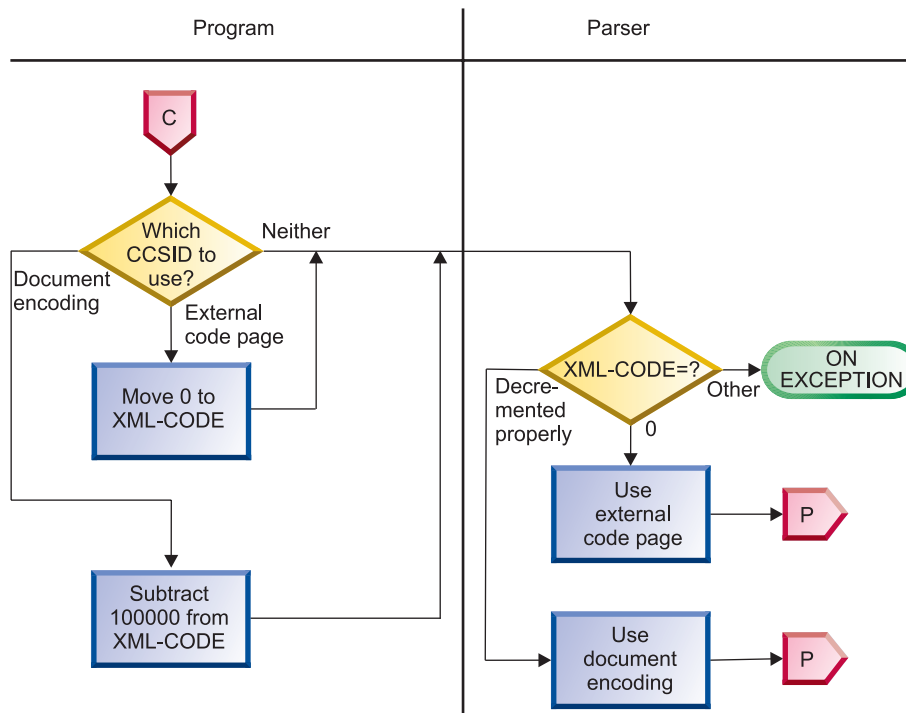 Program
Parser
C
Which
CCSID to
use?
Neither
Document
encoding
External
code page
Move 0 to
XML-CODE
Subtract
100000 from
XML-CODE
XML-CODE=?
Other
ON
EXCEPTION
Decre-
mented
properly
0
Use
external
code page
P
Use
document
encoding
P